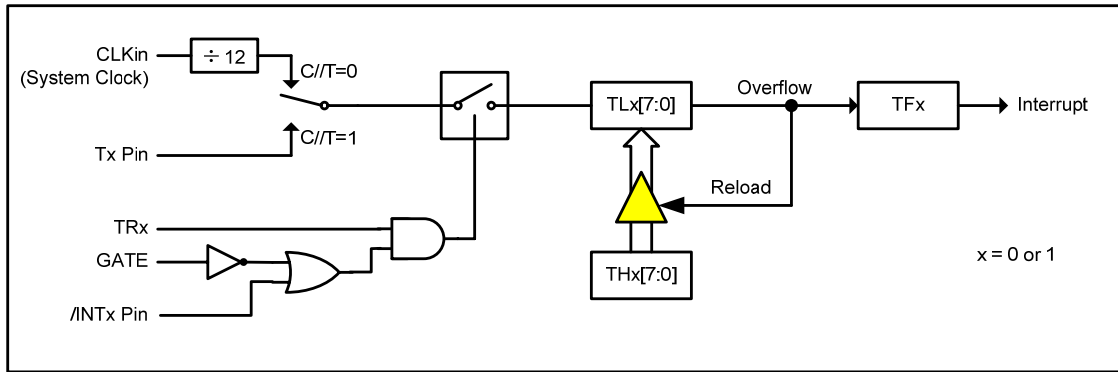 CLKin
(System Clock)
÷ 12
C//T=0
C//T=1
Tx Pin
TRx
GATE
/INTx Pin
TLx[7:0]
Overflow
TFx
Interrupt
Reload
THx[7:0]
x = 0 or 1